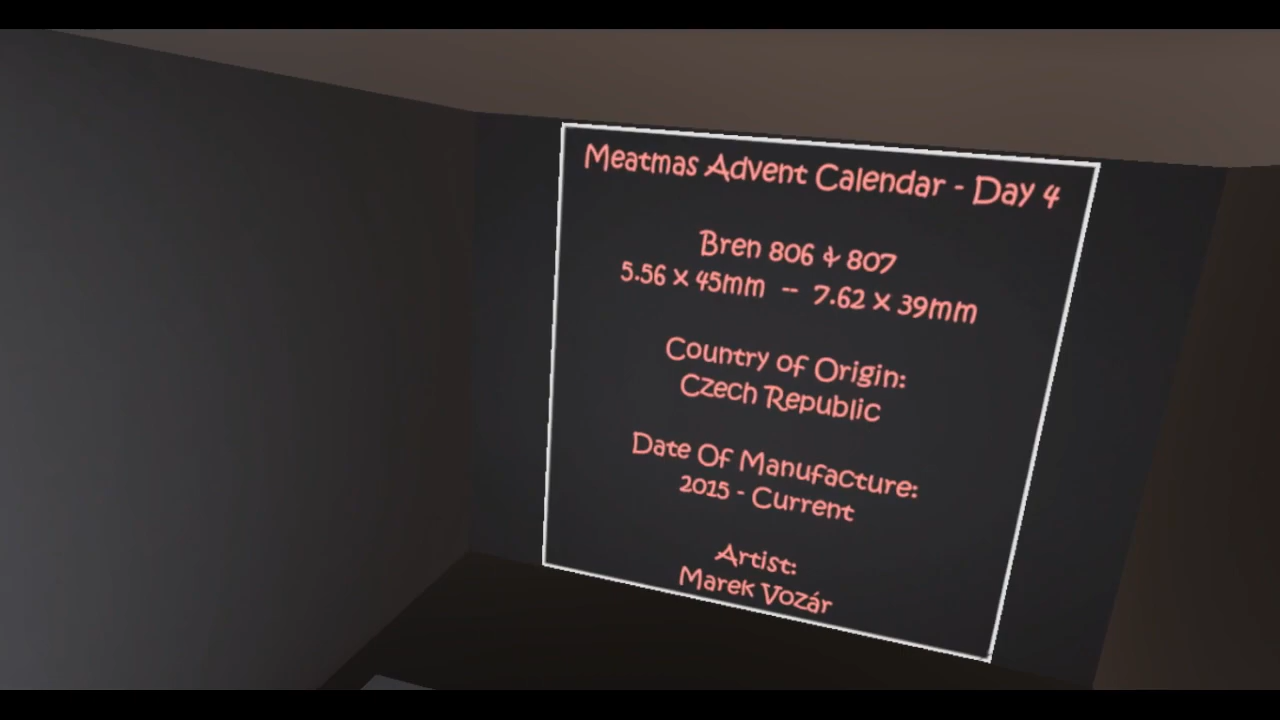 Meatmas Advent Calendar - Day 4
Bren 806 & 807
5.56 x 45mm -- 7.62 x 39mm
Country of Origin:
Czech Republic
Date Of Manufacture:
2015 - Current
Artist:
Marek Vozár